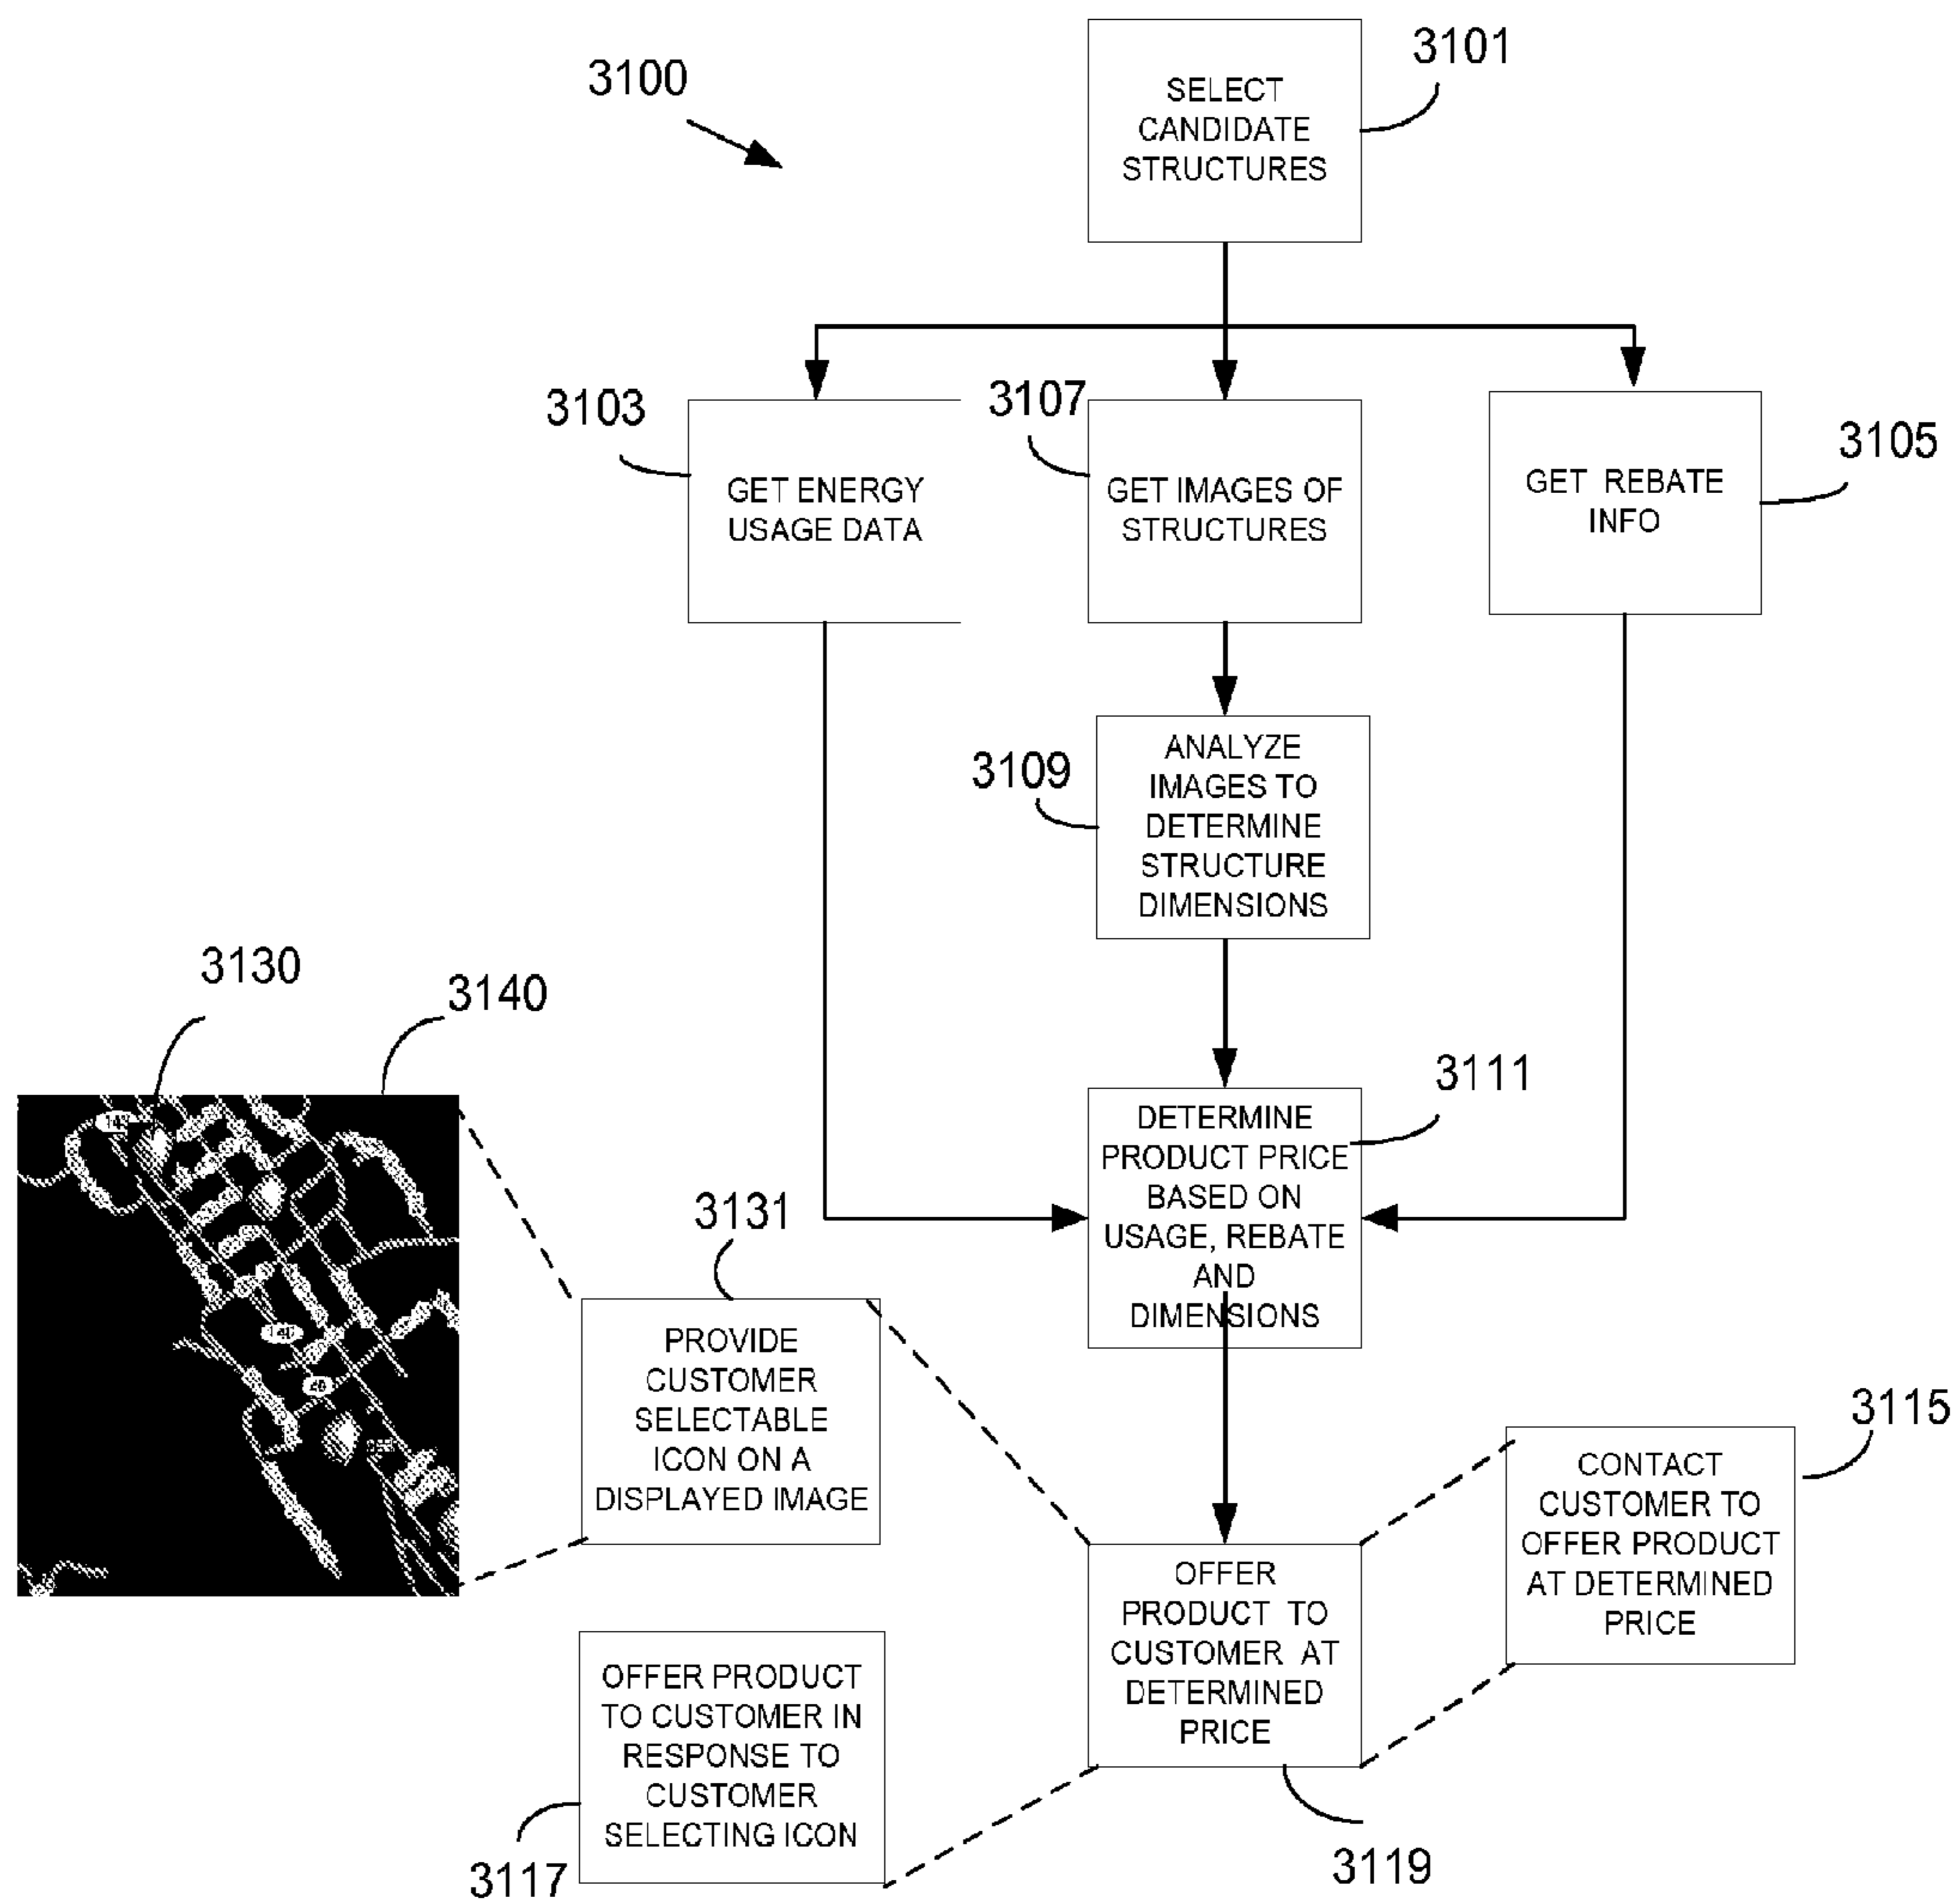 3100
SELECT
CANDIDATE
STRUCTURES
3101
3103
GET ENERGY
USAGE DATA
3107
GET IMAGES OF
STRUCTURES
3105
GET REBATE
INFO
3109
ANALYZE
IMAGES TO
DETERMINE
STRUCTURE
DIMENSIONS
3130
3140
3111
DETERMINE
PRODUCT PRICE
BASED ON
USAGE, REBATE
AND
DIMENSIONS
3131
PROVIDE
CUSTOMER
SELECTABLE
ICON ON A
DISPLAYED IMAGE
3115
CONTACT
CUSTOMER TO
OFFER PRODUCT
AT DETERMINED
PRICE
OFFER
PRODUCT TO
CUSTOMER AT
DETERMINED
PRICE
3119
OFFER PRODUCT
TO CUSTOMER IN
RESPONSE TO
CUSTOMER
SELECTING ICON
3117